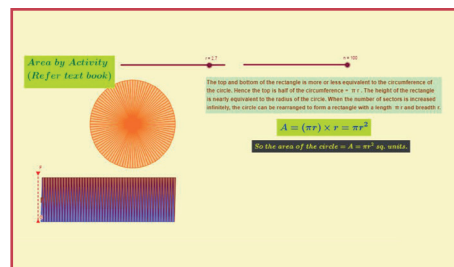 Area by Activity
(Refer text book)
r = 2.7
n = 100
The top and bottom of the rectangle is more or less equivalent to the circumference of
the circle. Hence the top is half of the circumference = π r . The height of the rectangle
is nearly equivalent to the radius of the circle. When the number of sectors is increased
infinitely, the circle can be rearranged to form a rectangle with a length π r and breadth r.
A = (πr) × r = πr²
So the area of the circle = A = πr² sq. units.